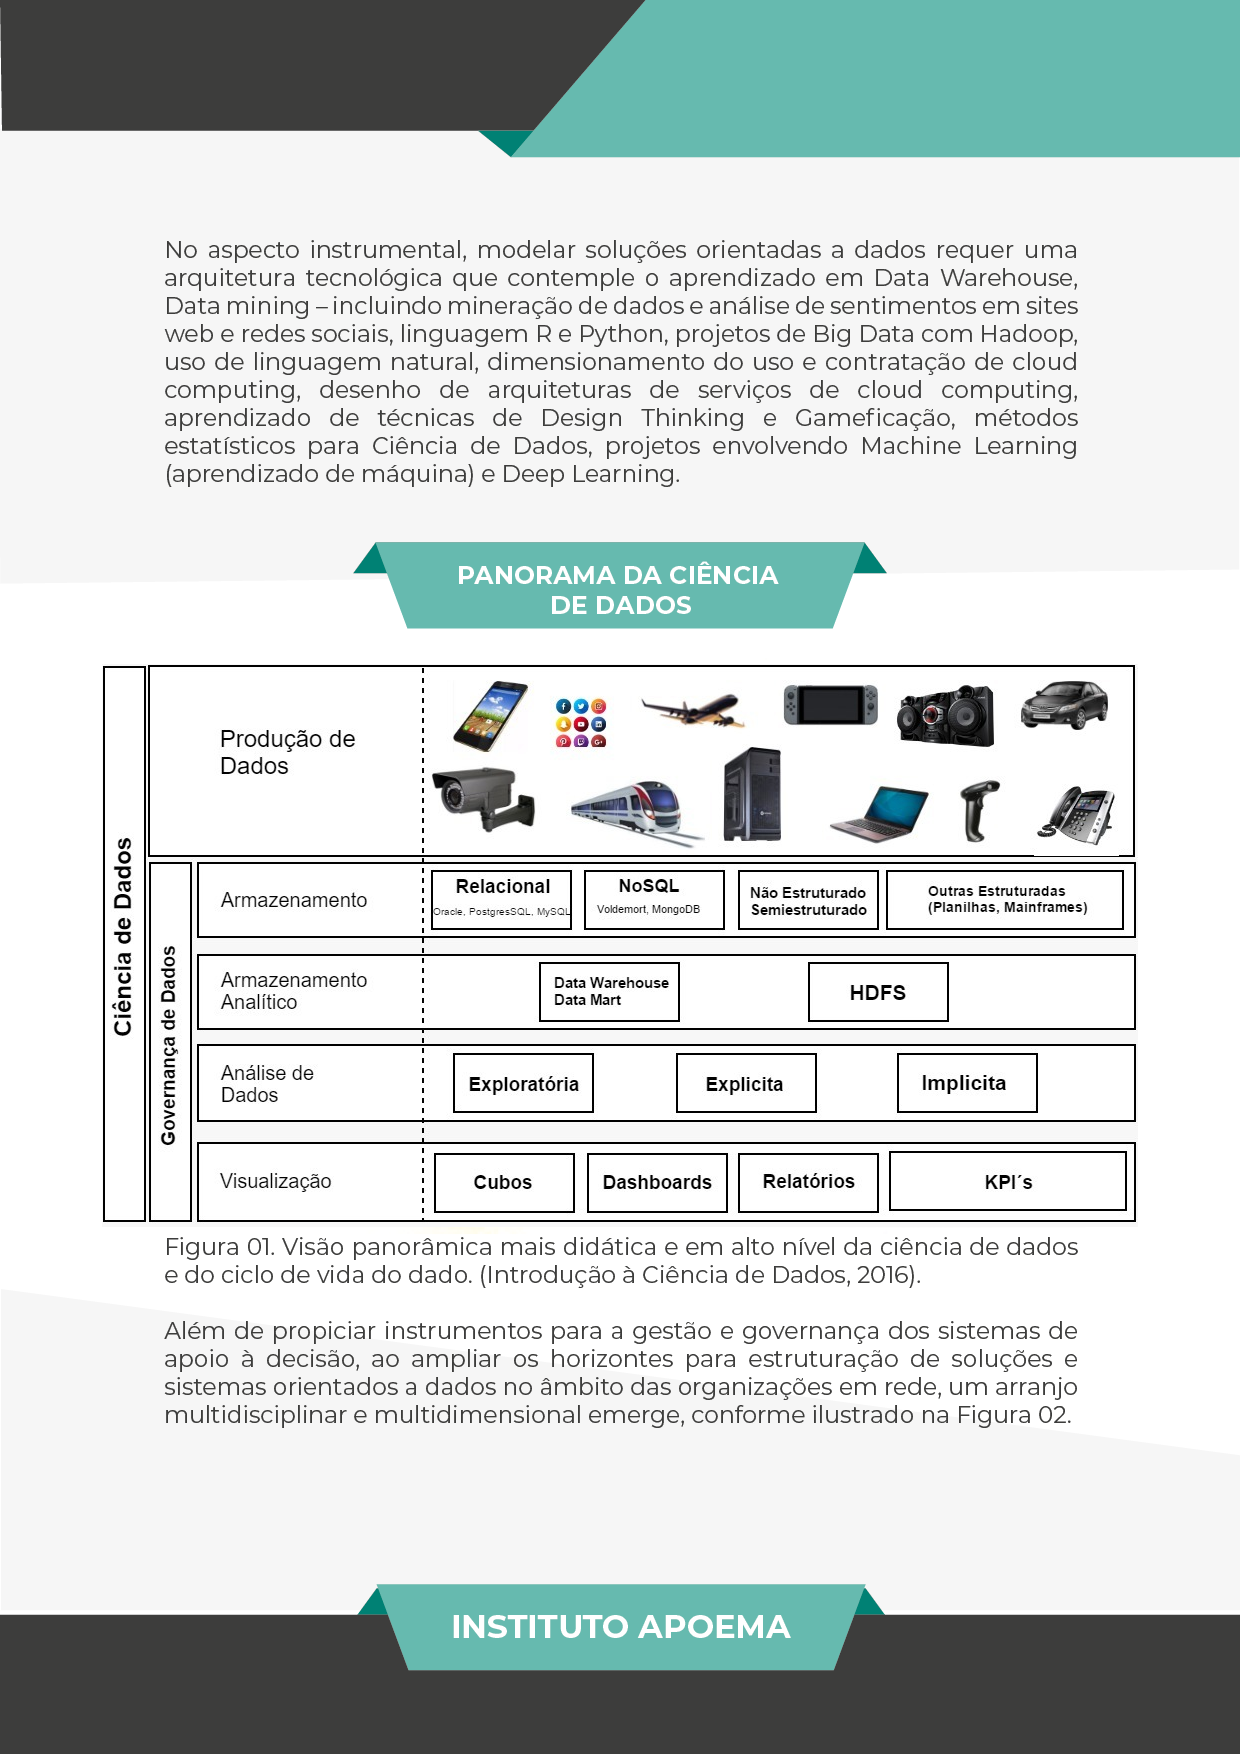 No aspecto instrumental, modelar soluções orientadas a dados requer uma
arquitetura tecnológica que contemple o aprendizado em Data Warehouse,
Data mining – incluindo mineração de dados e análise de sentimentos em sites
web e redes sociais, linguagem R e Python, projetos de Big Data com Hadoop,
uso de linguagem natural, dimensionamento do uso e contratação de cloud
computing, desenho de arquiteturas de serviços de cloud computing,
aprendizado de técnicas de Design Thinking e Gameficação, métodos
estatísticos para Ciência de Dados, projetos envolvendo Machine Learning
(aprendizado de máquina) e Deep Learning.
PANORAMA DA CIÊNCIA
DE DADOS
Ciência de Dados
Produção de
Dados
Governança de Dados
Armazenamento
Relacional
Oracle, PostgresSQL, MySQL
NoSQL
Voldemort, MongoDB
Não Estruturado
Semiestruturado
Outras Estruturadas
(Planilhas, Mainframes)
Armazenamento
Analítico
Data Warehouse
Data Mart
HDFS
Análise de
Dados
Exploratória
Explicita
Implicita
Visualização
Cubos
Dashboards
Relatórios
KPI´s
Figura 01. Visão panorâmica mais didática e em alto nível da ciência de dados
e do ciclo de vida do dado. (Introdução à Ciência de Dados, 2016).
Além de propiciar instrumentos para a gestão e governança dos sistemas de
apoio à decisão, ao ampliar os horizontes para estruturação de soluções e
sistemas orientados a dados no âmbito das organizações em rede, um arranjo
multidisciplinar e multidimensional emerge, conforme ilustrado na Figura 02.
INSTITUTO APOEMA